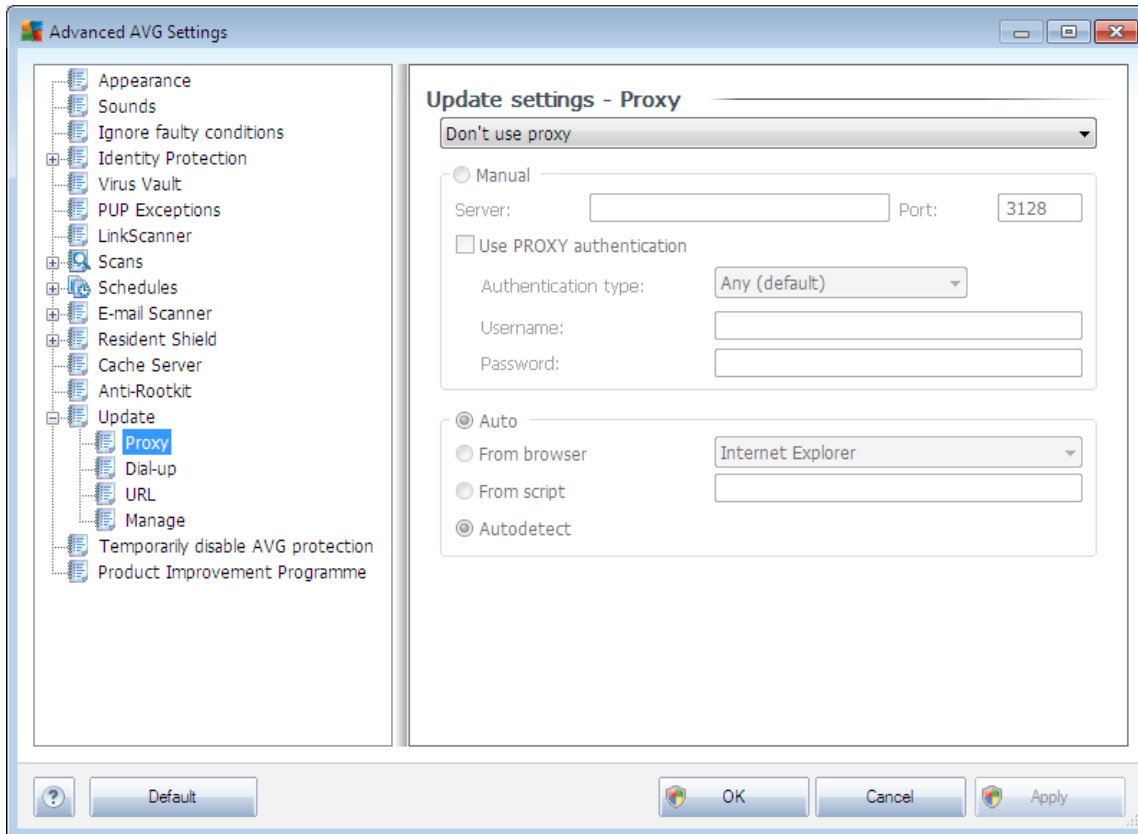 Advanced AVG Settings
Appearance
Sounds
Ignore faulty conditions
Identity Protection
Virus Vault
PUP Exceptions
LinkScanner
Scans
Schedules
E-mail Scanner
Resident Shield
Cache Server
Anti-Rootkit
Update
Proxy
Dial-up
URL
Manage
Temporarily disable AVG protection
Product Improvement Programme
Update settings - Proxy
Don't use proxy
Manual
Server: Port: 3128
Use PROXY authentication
Authentication type: Any (default)
Username:
Password:
Auto
From browser Internet Explorer
From script
Autodetect
? Default OK Cancel Apply